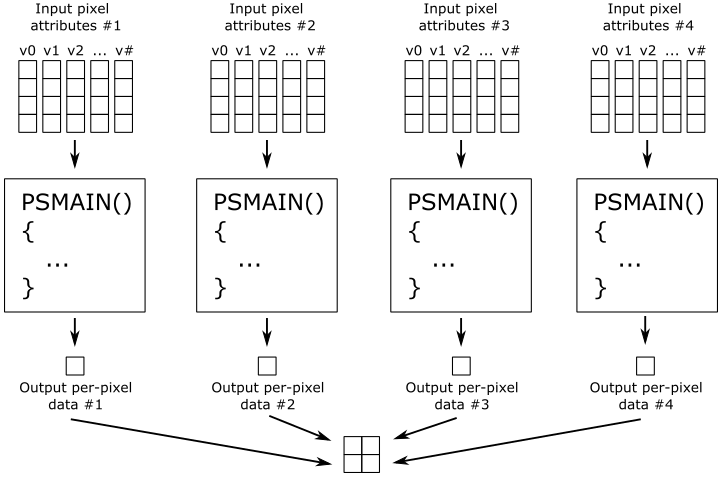 Input pixel
attributes #1
v0 v1 v2 ... v#
PSMAIN()
{
...
}
Output per-pixel
data #1
Input pixel
attributes #2
v0 v1 v2 ... v#
PSMAIN()
{
...
}
Output per-pixel
data #2
Input pixel
attributes #3
v0 v1 v2 ... v#
PSMAIN()
{
...
}
Output per-pixel
data #3
Input pixel
attributes #4
v0 v1 v2 ... v#
PSMAIN()
{
...
}
Output per-pixel
data #4